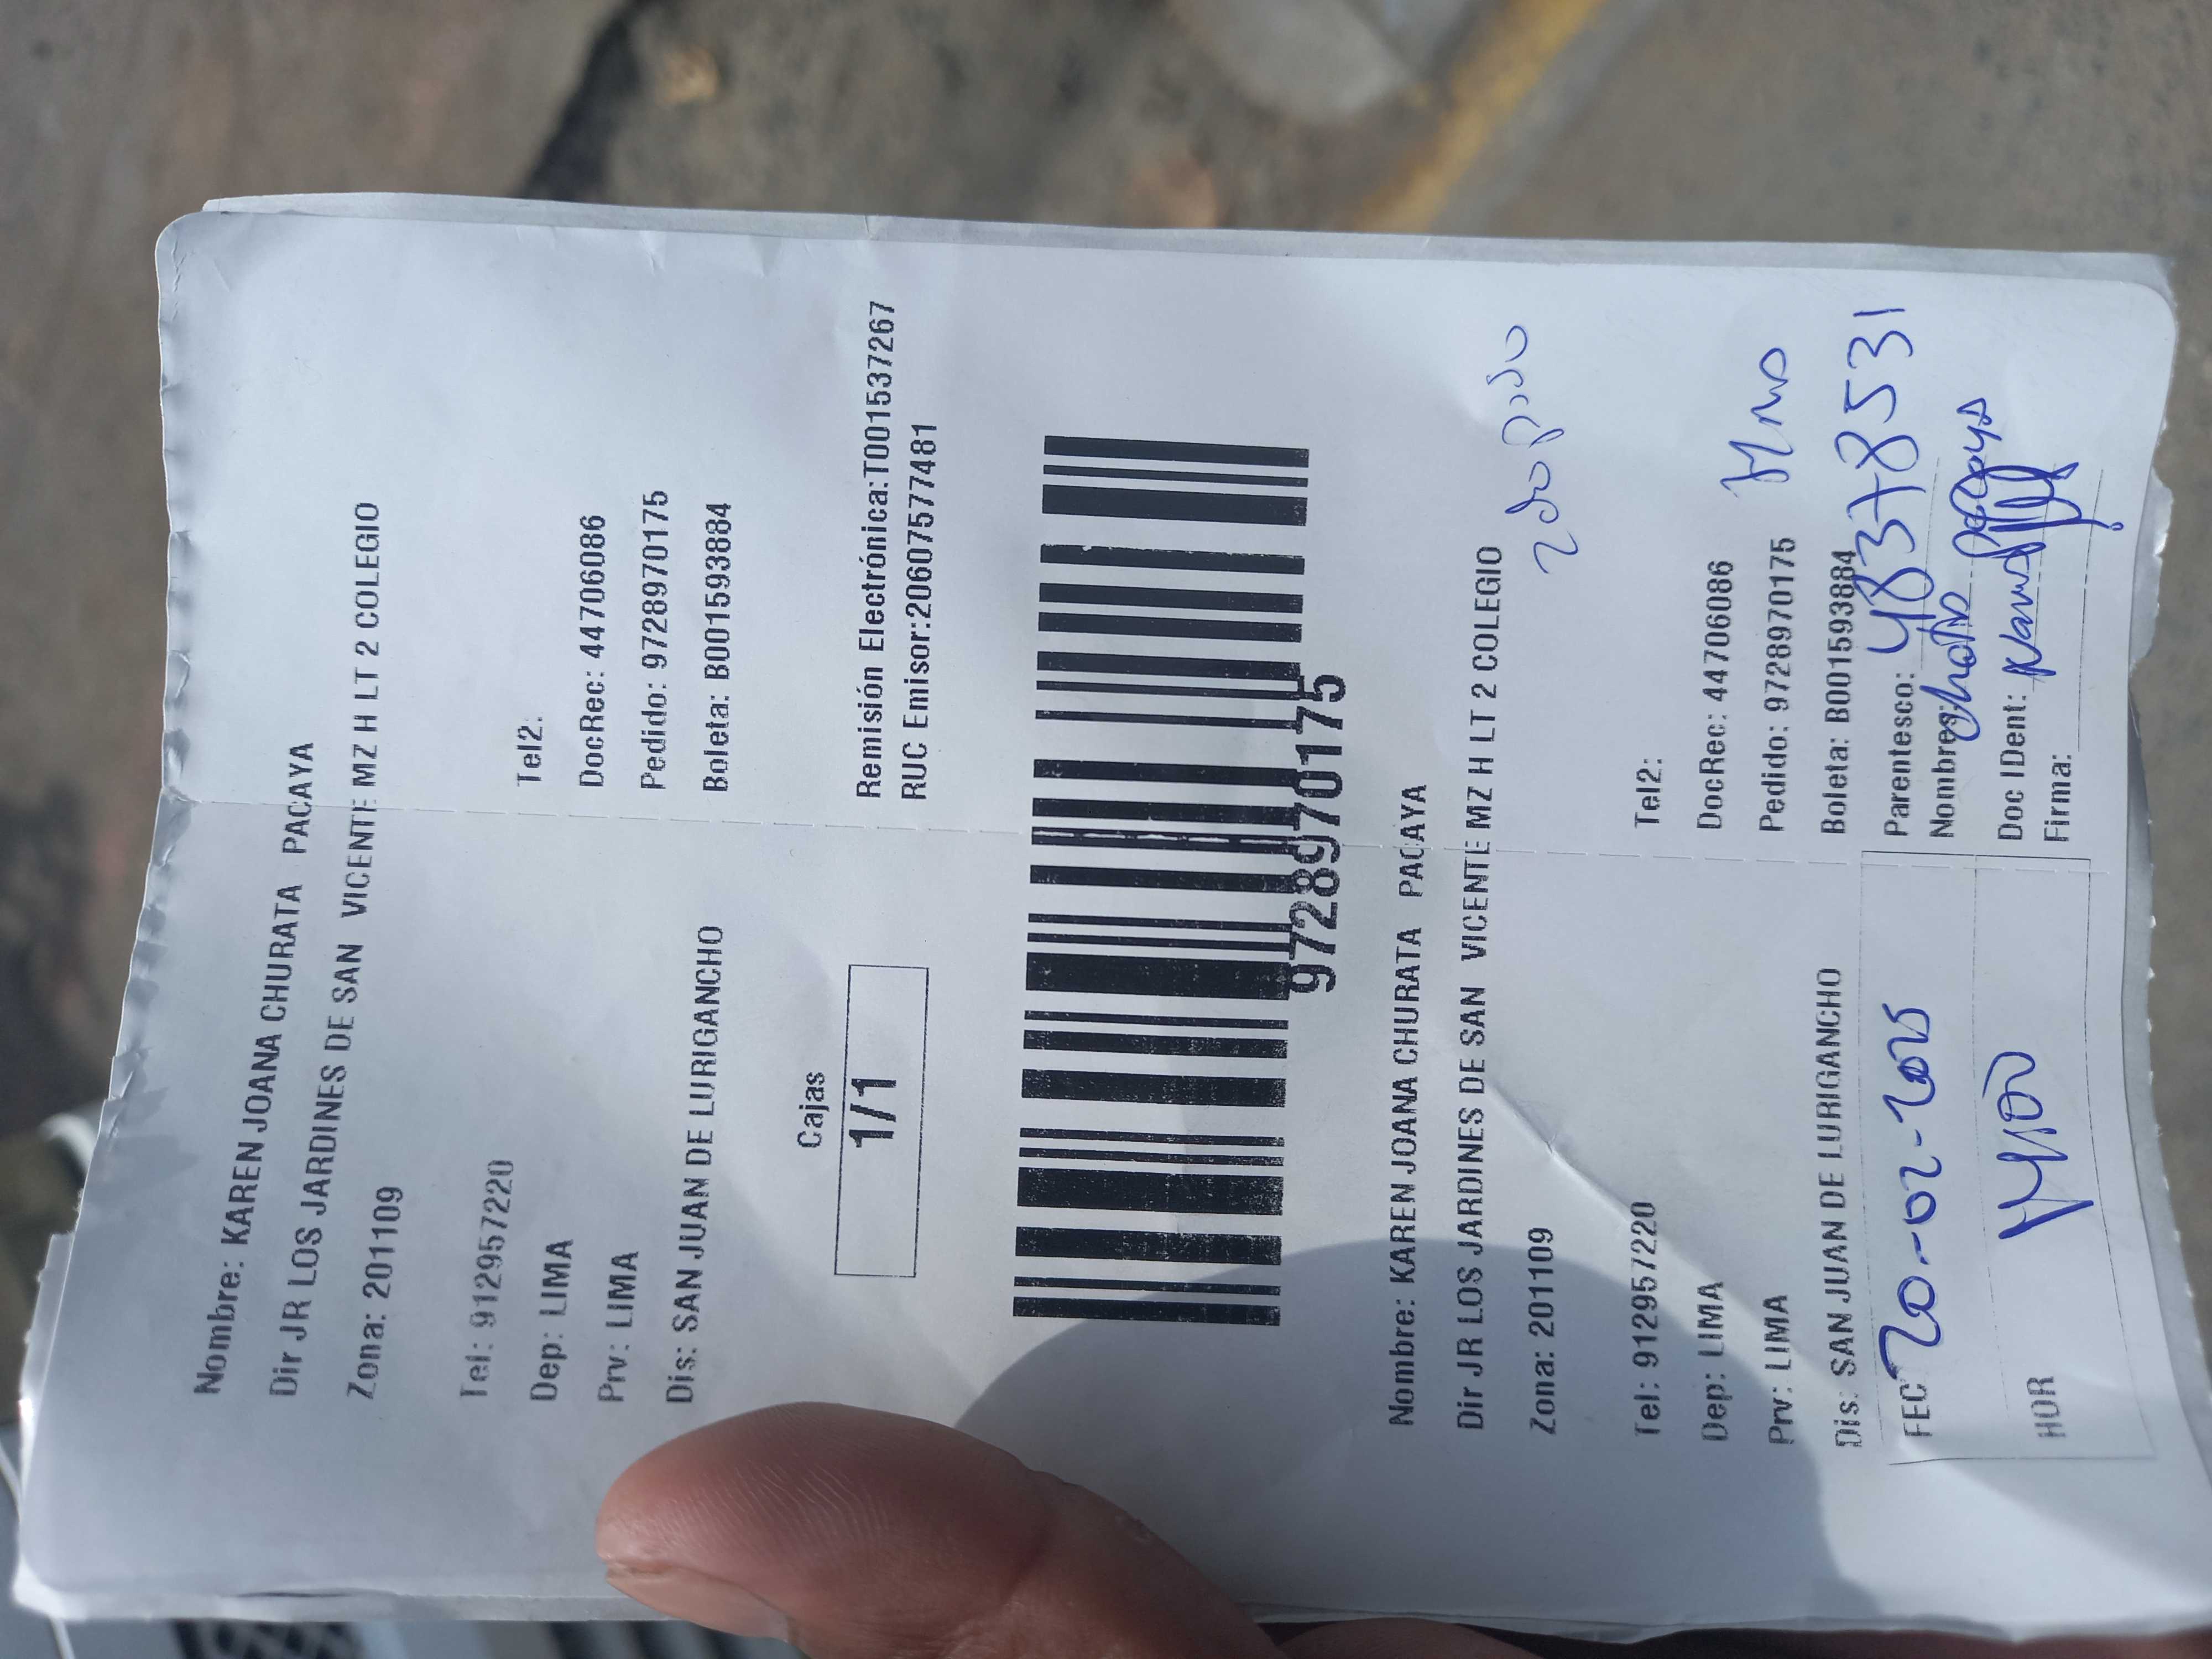 Nombre: KAREN JOANA CHURATA PACAYA
Dir JR LOS JARDINES DE SAN VICENTE MZ H LT 2 COLEGIO
Zona: 201109
Tel: 912957220 Tel2:
Dep: LIMA DocRec: 44706086
Prv: LIMA Pedido: 9728970175
Dis: SAN JUAN DE LURIGANCHO Boleta: B001593884
Cajas
1/1
Remisión Electrónica:T001537267
RUC Emisor:20607577481
9728970175
Nombre: KAREN JOANA CHURATA PACAYA
Dir JR LOS JARDINES DE SAN VICENTE MZ H LT 2 COLEGIO
Zona: 201109 2do piso
Tel: 912957220 Tel2:
Dep: LIMA DocRec: 44706086
Prv: LIMA Pedido: 9728970175
Dis: SAN JUAN DE LURIGANCHO Boleta: B001593884
FEC 20-02-2025 Parentesco: 48378531
Nombre:
HOR Doc IDent:
Firma: